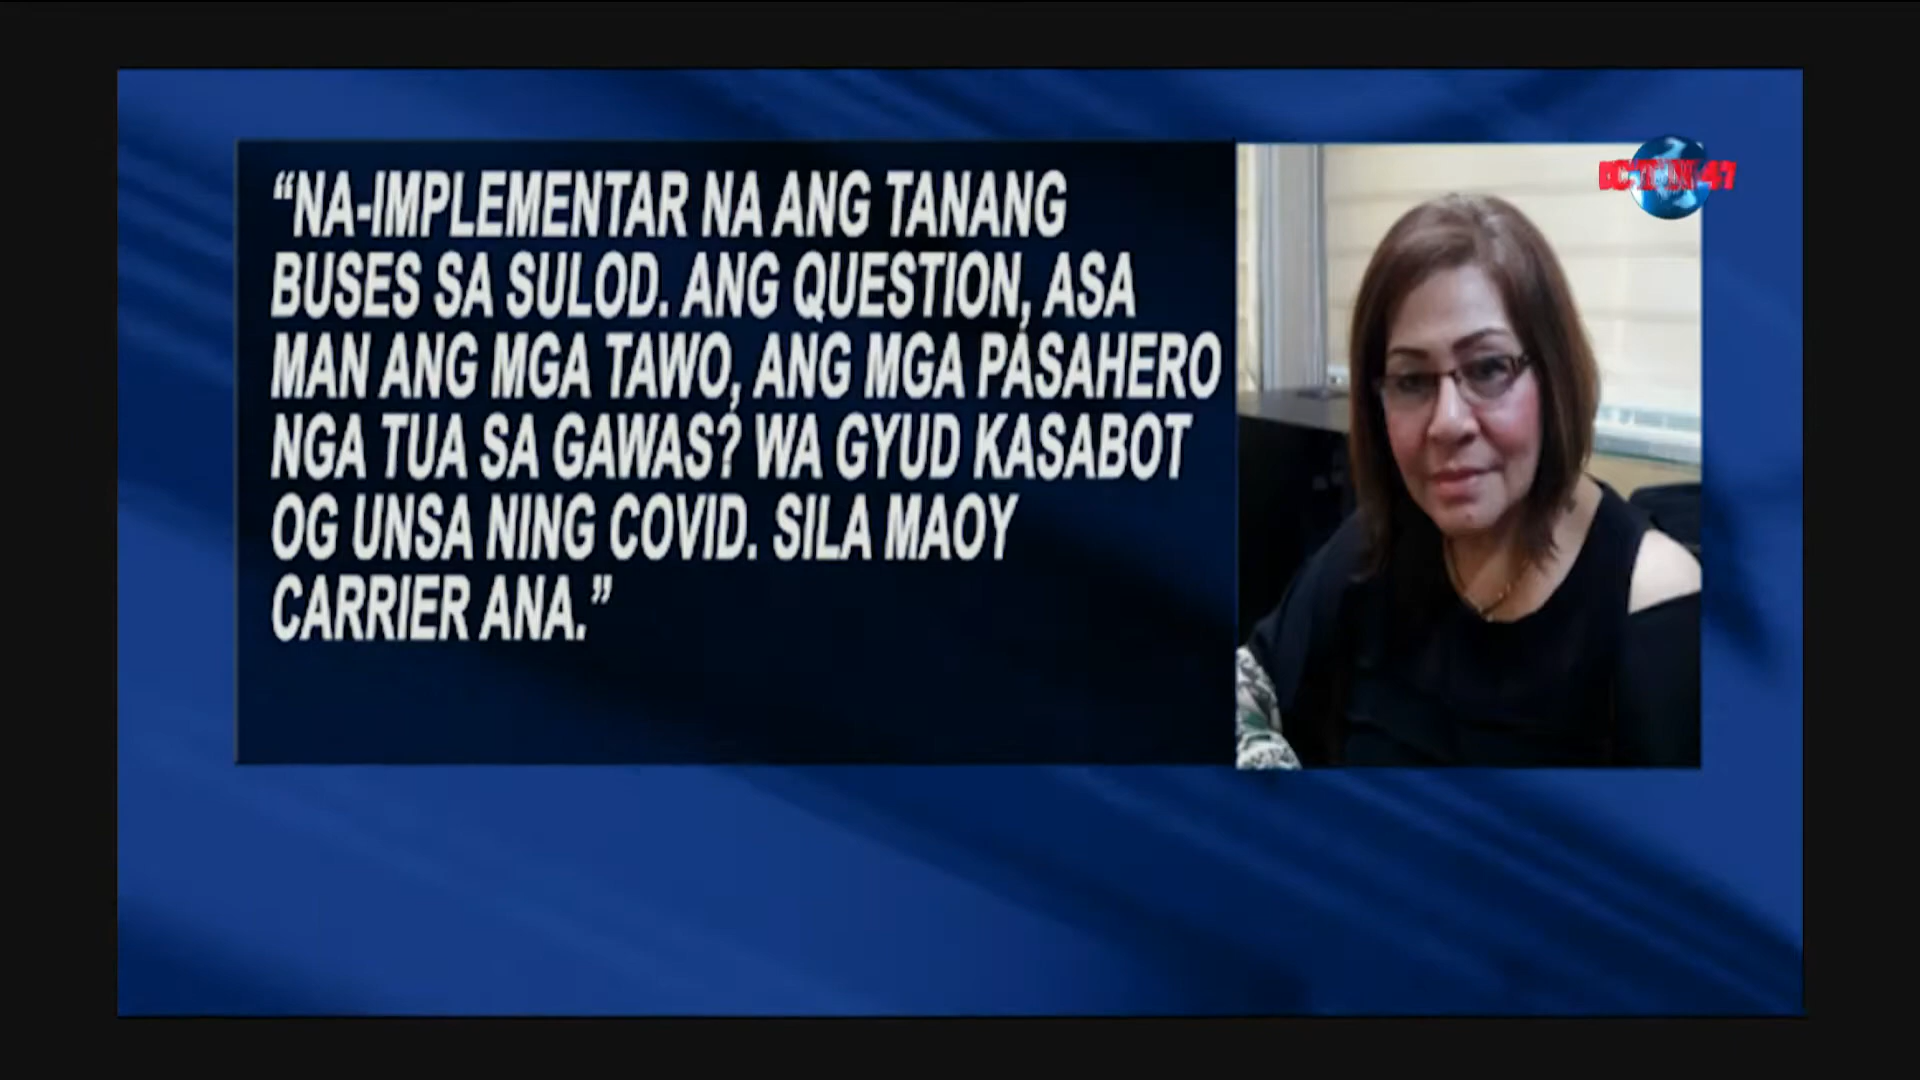 “NA-IMPLEMENTAR NA ANG TANANG
BUSES SA SULOD. ANG QUESTION, ASA
MAN ANG MGA TAWO, ANG MGA PASAHERO
NGA TUA SA GAWAS? WA GYUD KASABOT
OG UNSA NING COVID. SILA MAOY
CARRIER ANA.”